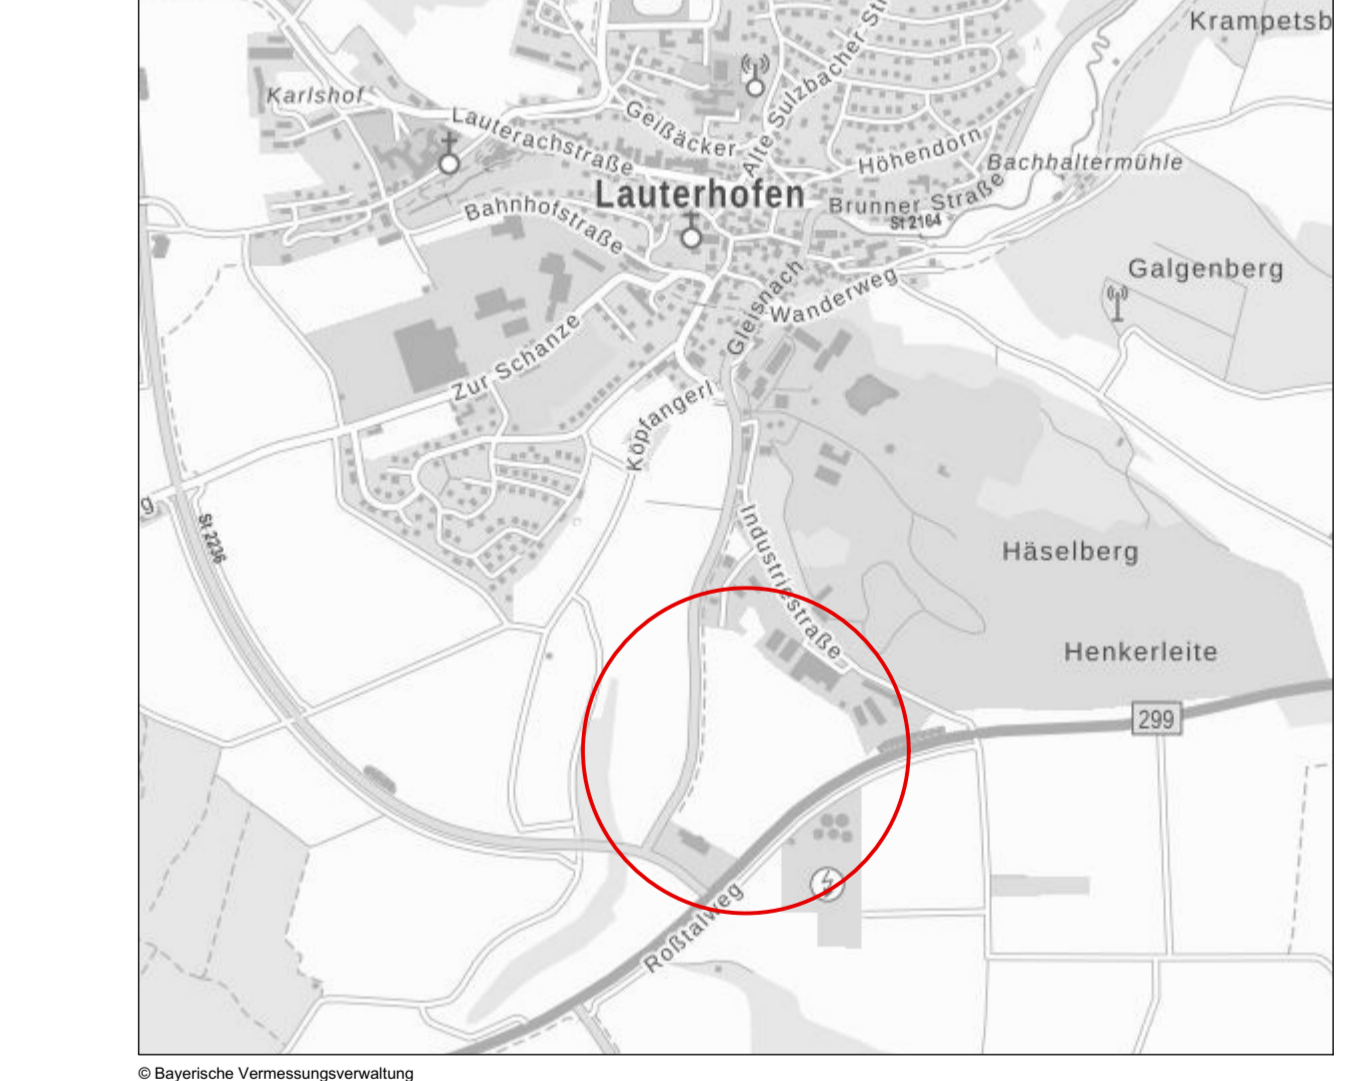 Krampetsb
Alte Sulzbacher Str
Karlshof
Lauterachstraße
Geißäcker
Höhendorn
Bachhaltermühle
Lauterhofen
Brunner Straße
St 2164
Bahnhofstraße
Galgenberg
Gleisnach
Wanderweg
Zur Schanze
Kopfangerl
g
St 2236
Industriestraße
Häselberg
Henkerleite
299
Roßtalweg
© Bayerische Vermessungsverwaltung